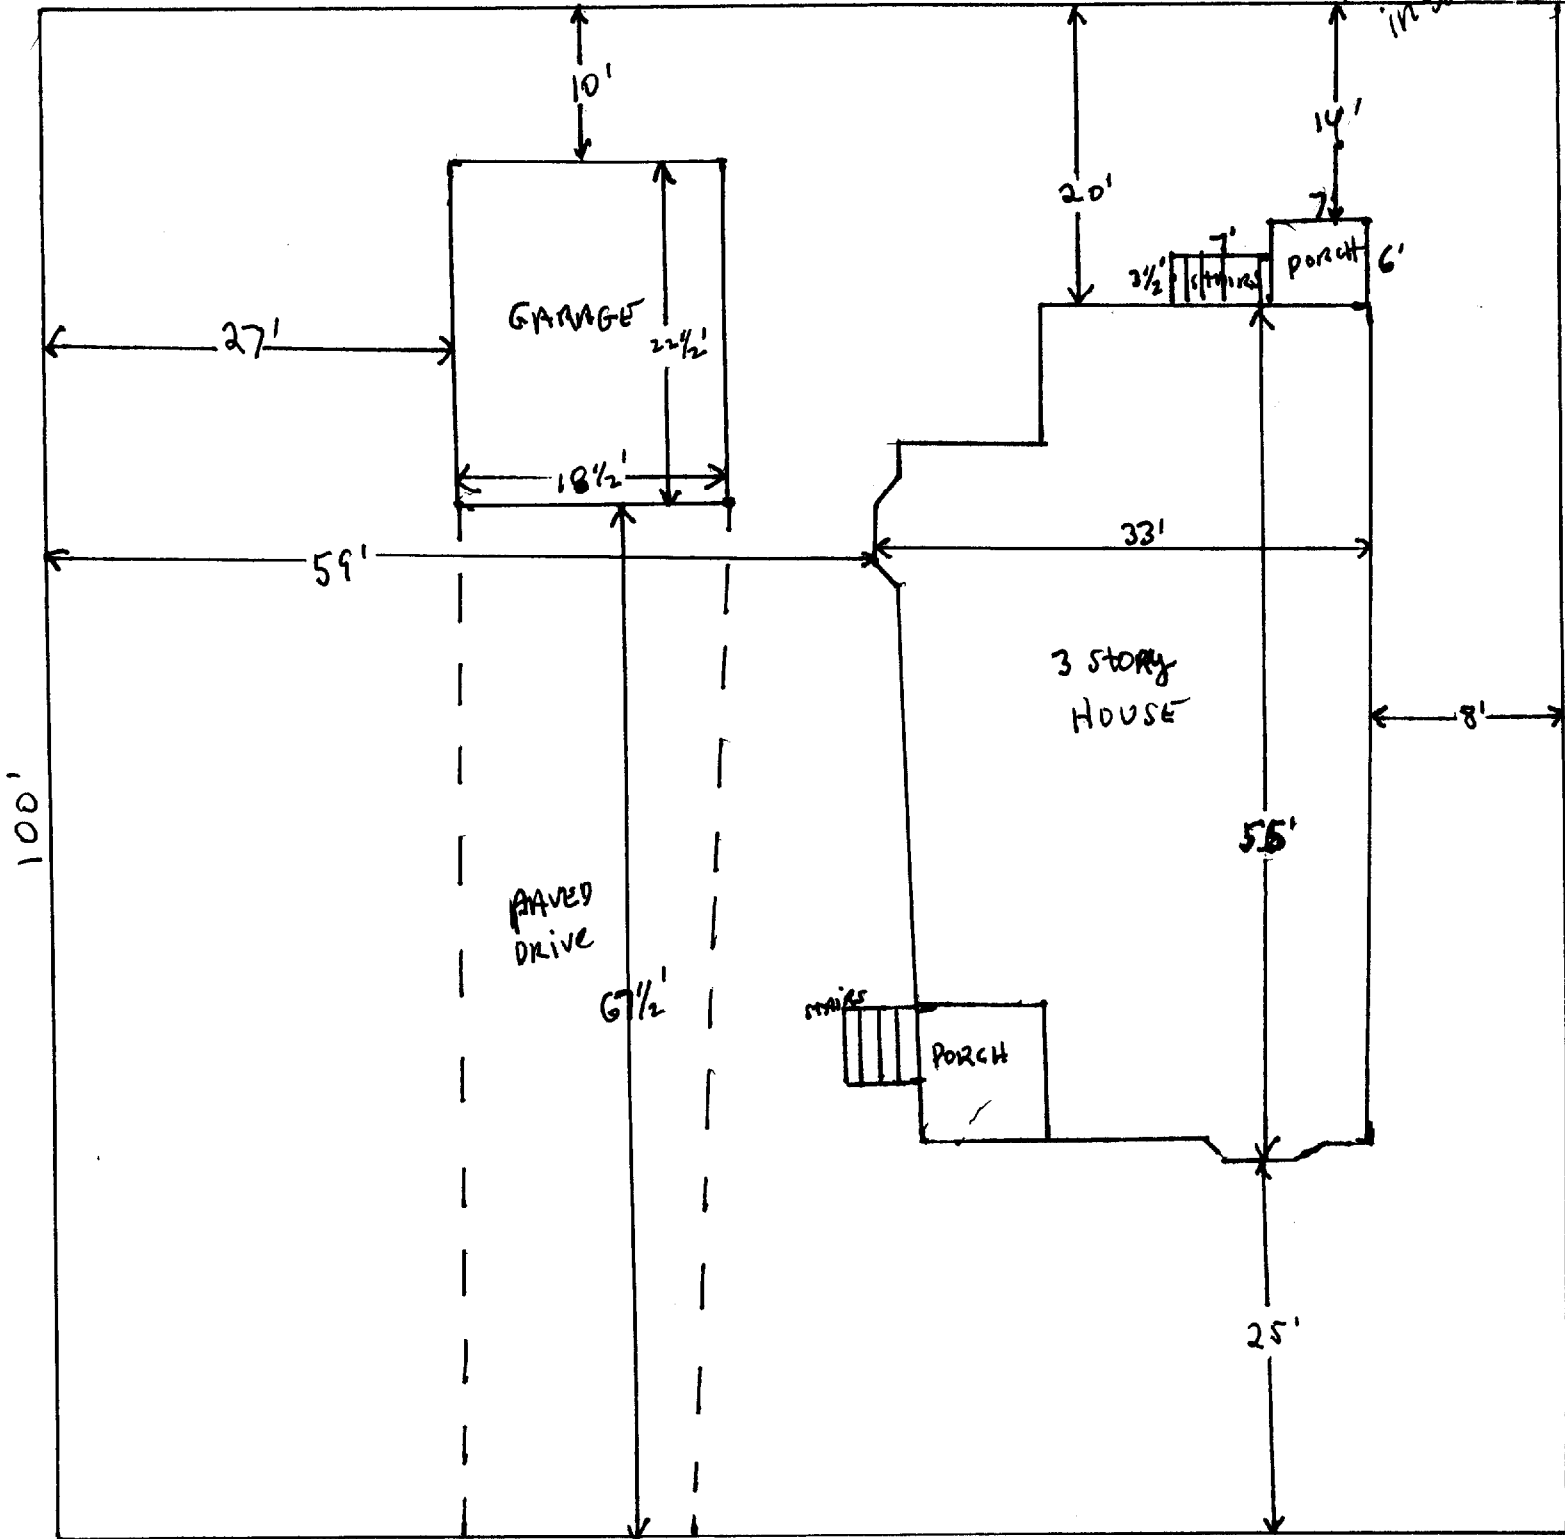 10'
14'
20'
7'
7'
PORCH
6'
3½'
STAIRS
GARAGE
22½'
27'
18½'
59'
33'
3 STORY
HOUSE
8'
100'
55'
PAVED
DRIVE
67½'
STAIRS
PORCH
25'